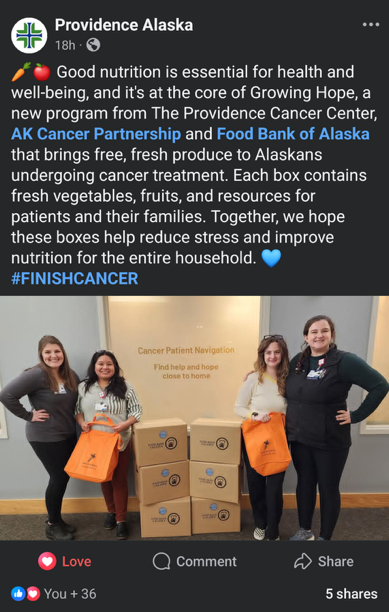 Providence Alaska
18h ·
🥕🍎 Good nutrition is essential for health and
well-being, and it's at the core of Growing Hope, a
new program from The Providence Cancer Center,
AK Cancer Partnership and Food Bank of Alaska
that brings free, fresh produce to Alaskans
undergoing cancer treatment. Each box contains
fresh vegetables, fruits, and resources for
patients and their families. Together, we hope
these boxes help reduce stress and improve
nutrition for the entire household. 💙
#FINISHCANCER
Cancer Patient Navigation
Find help and hope
close to home
Love
Comment
Share
You + 36
5 shares